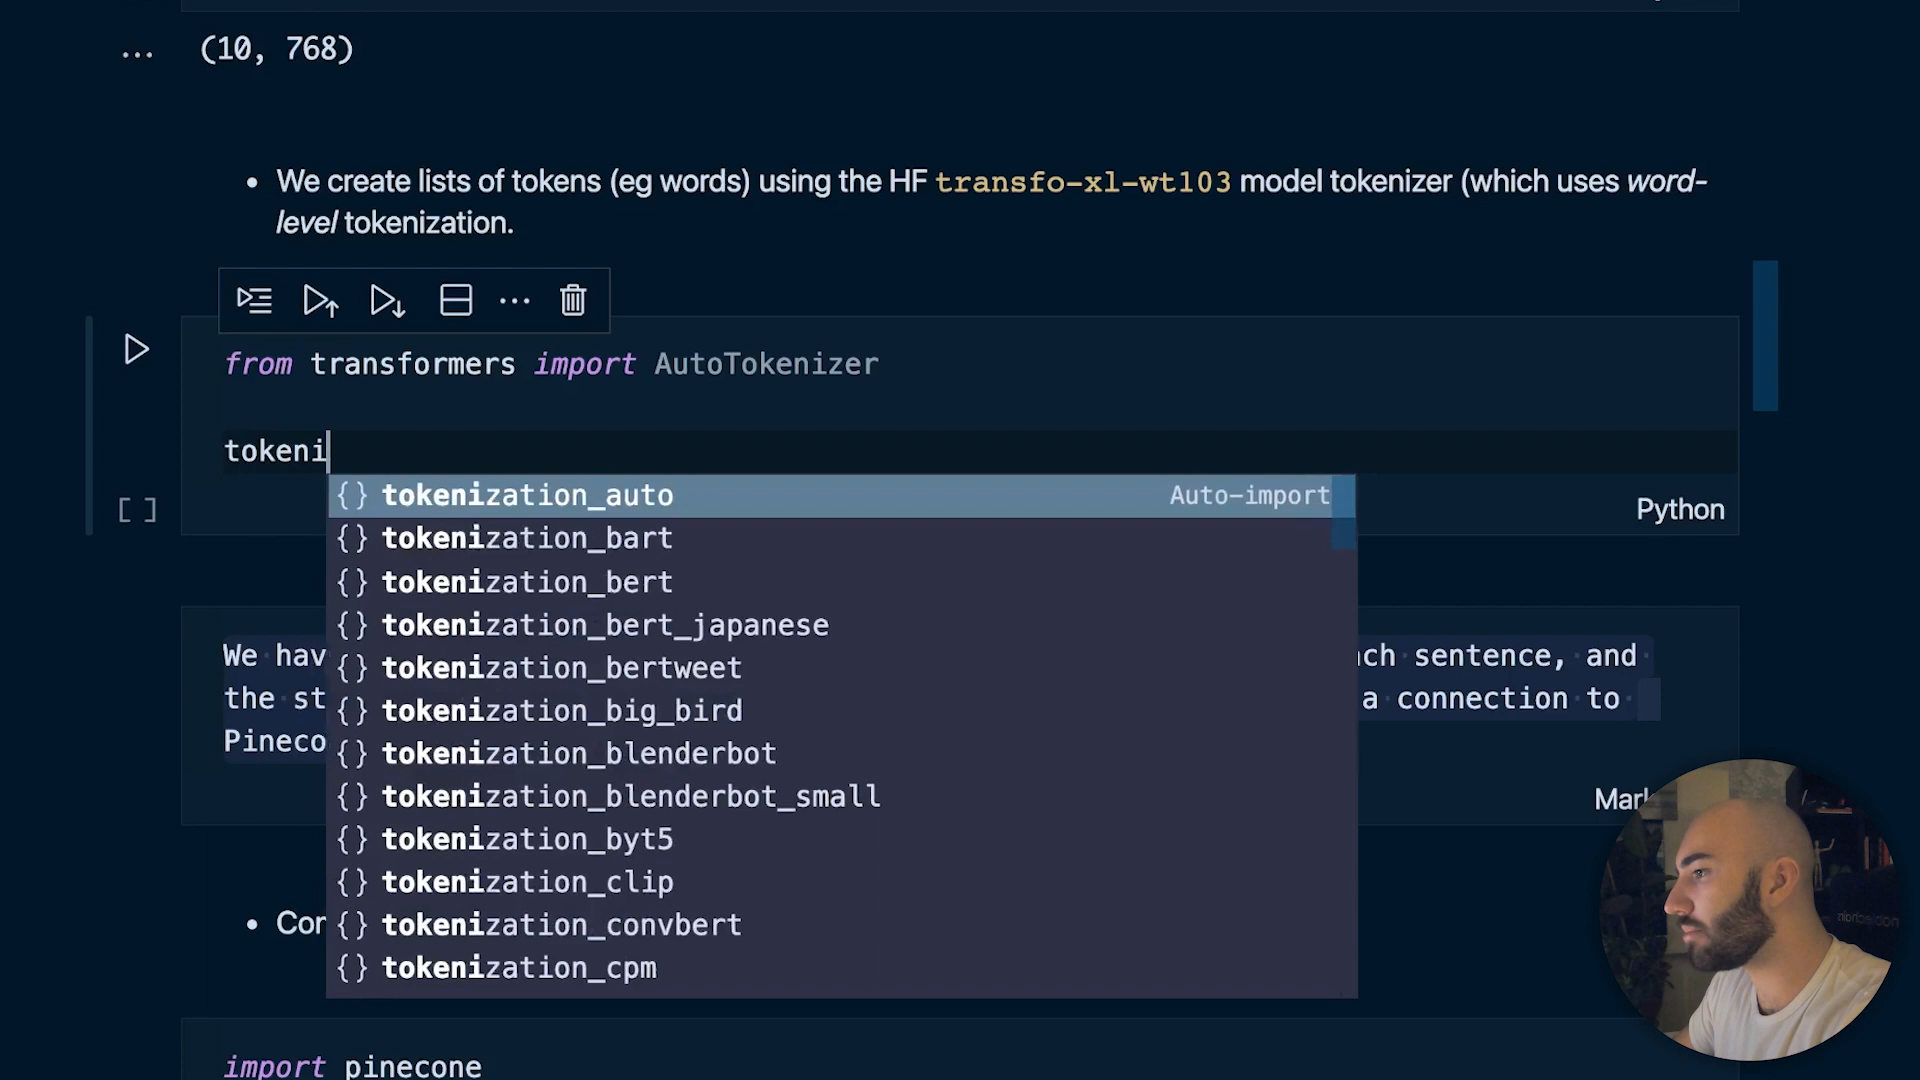 ... (10, 768)
• We create lists of tokens (eg words) using the HF transfo-xl-wt103 model tokenizer (which uses word-
level tokenization.
from transformers import AutoTokenizer
tokeni
{} tokenization_auto Auto-import
{} tokenization_bart
[ ] Python
{} tokenization_bert
{} tokenization_bert_japanese
We hav ch sentence, and
{} tokenization_bertweet
the st a connection to
{} tokenization_big_bird
Pineco
{} tokenization_blenderbot
{} tokenization_blenderbot_small
Mark
{} tokenization_byt5
{} tokenization_clip
• Con
{} tokenization_convbert
{} tokenization_cpm
import pinecone